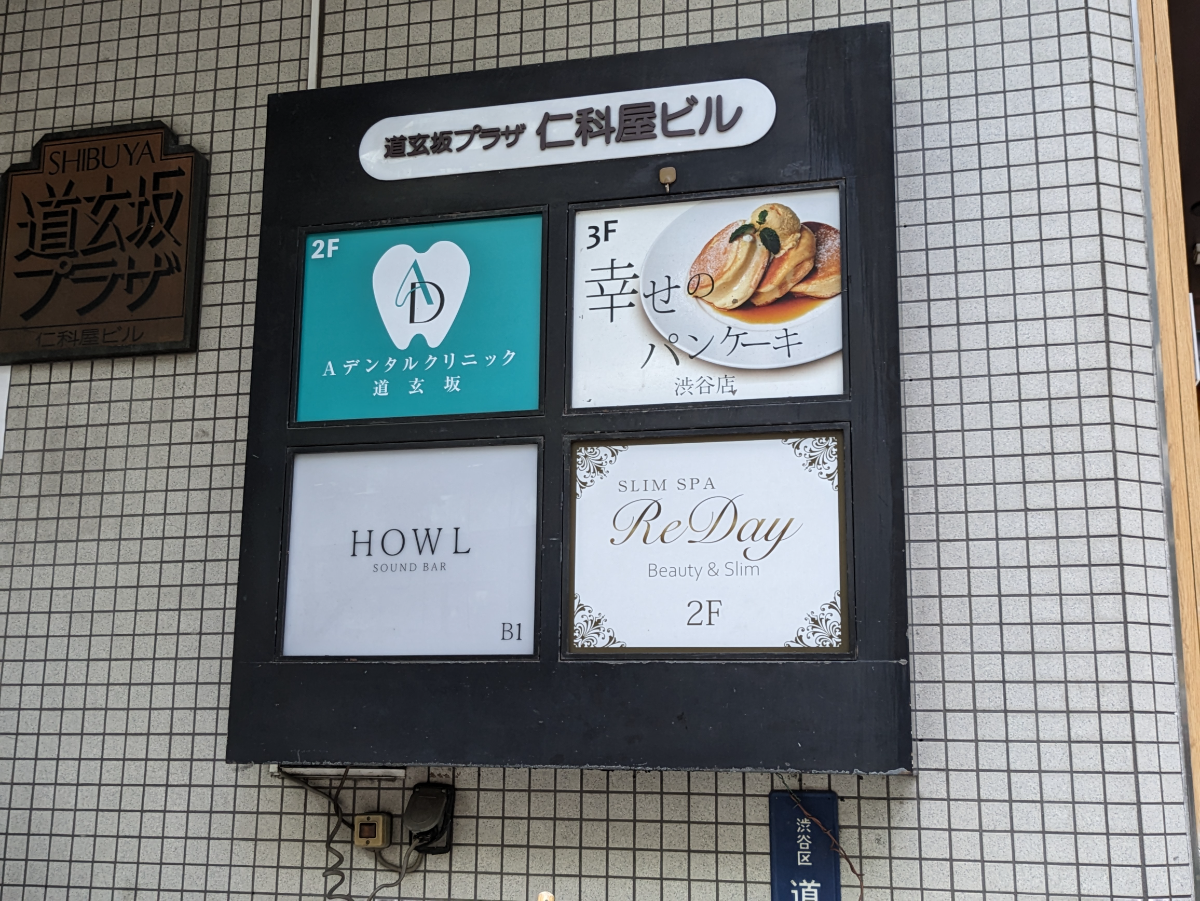 SHIBUYA
道玄坂
プラザ
仁科屋ビル
道玄坂プラザ 仁科屋ビル
2F
AD
Aデンタルクリニック
道玄坂
3F
幸せの
パンケーキ
渋谷店
HOWL
SOUND BAR
B1
SLIM SPA
ReDay
Beauty & Slim
2F
渋谷区
道